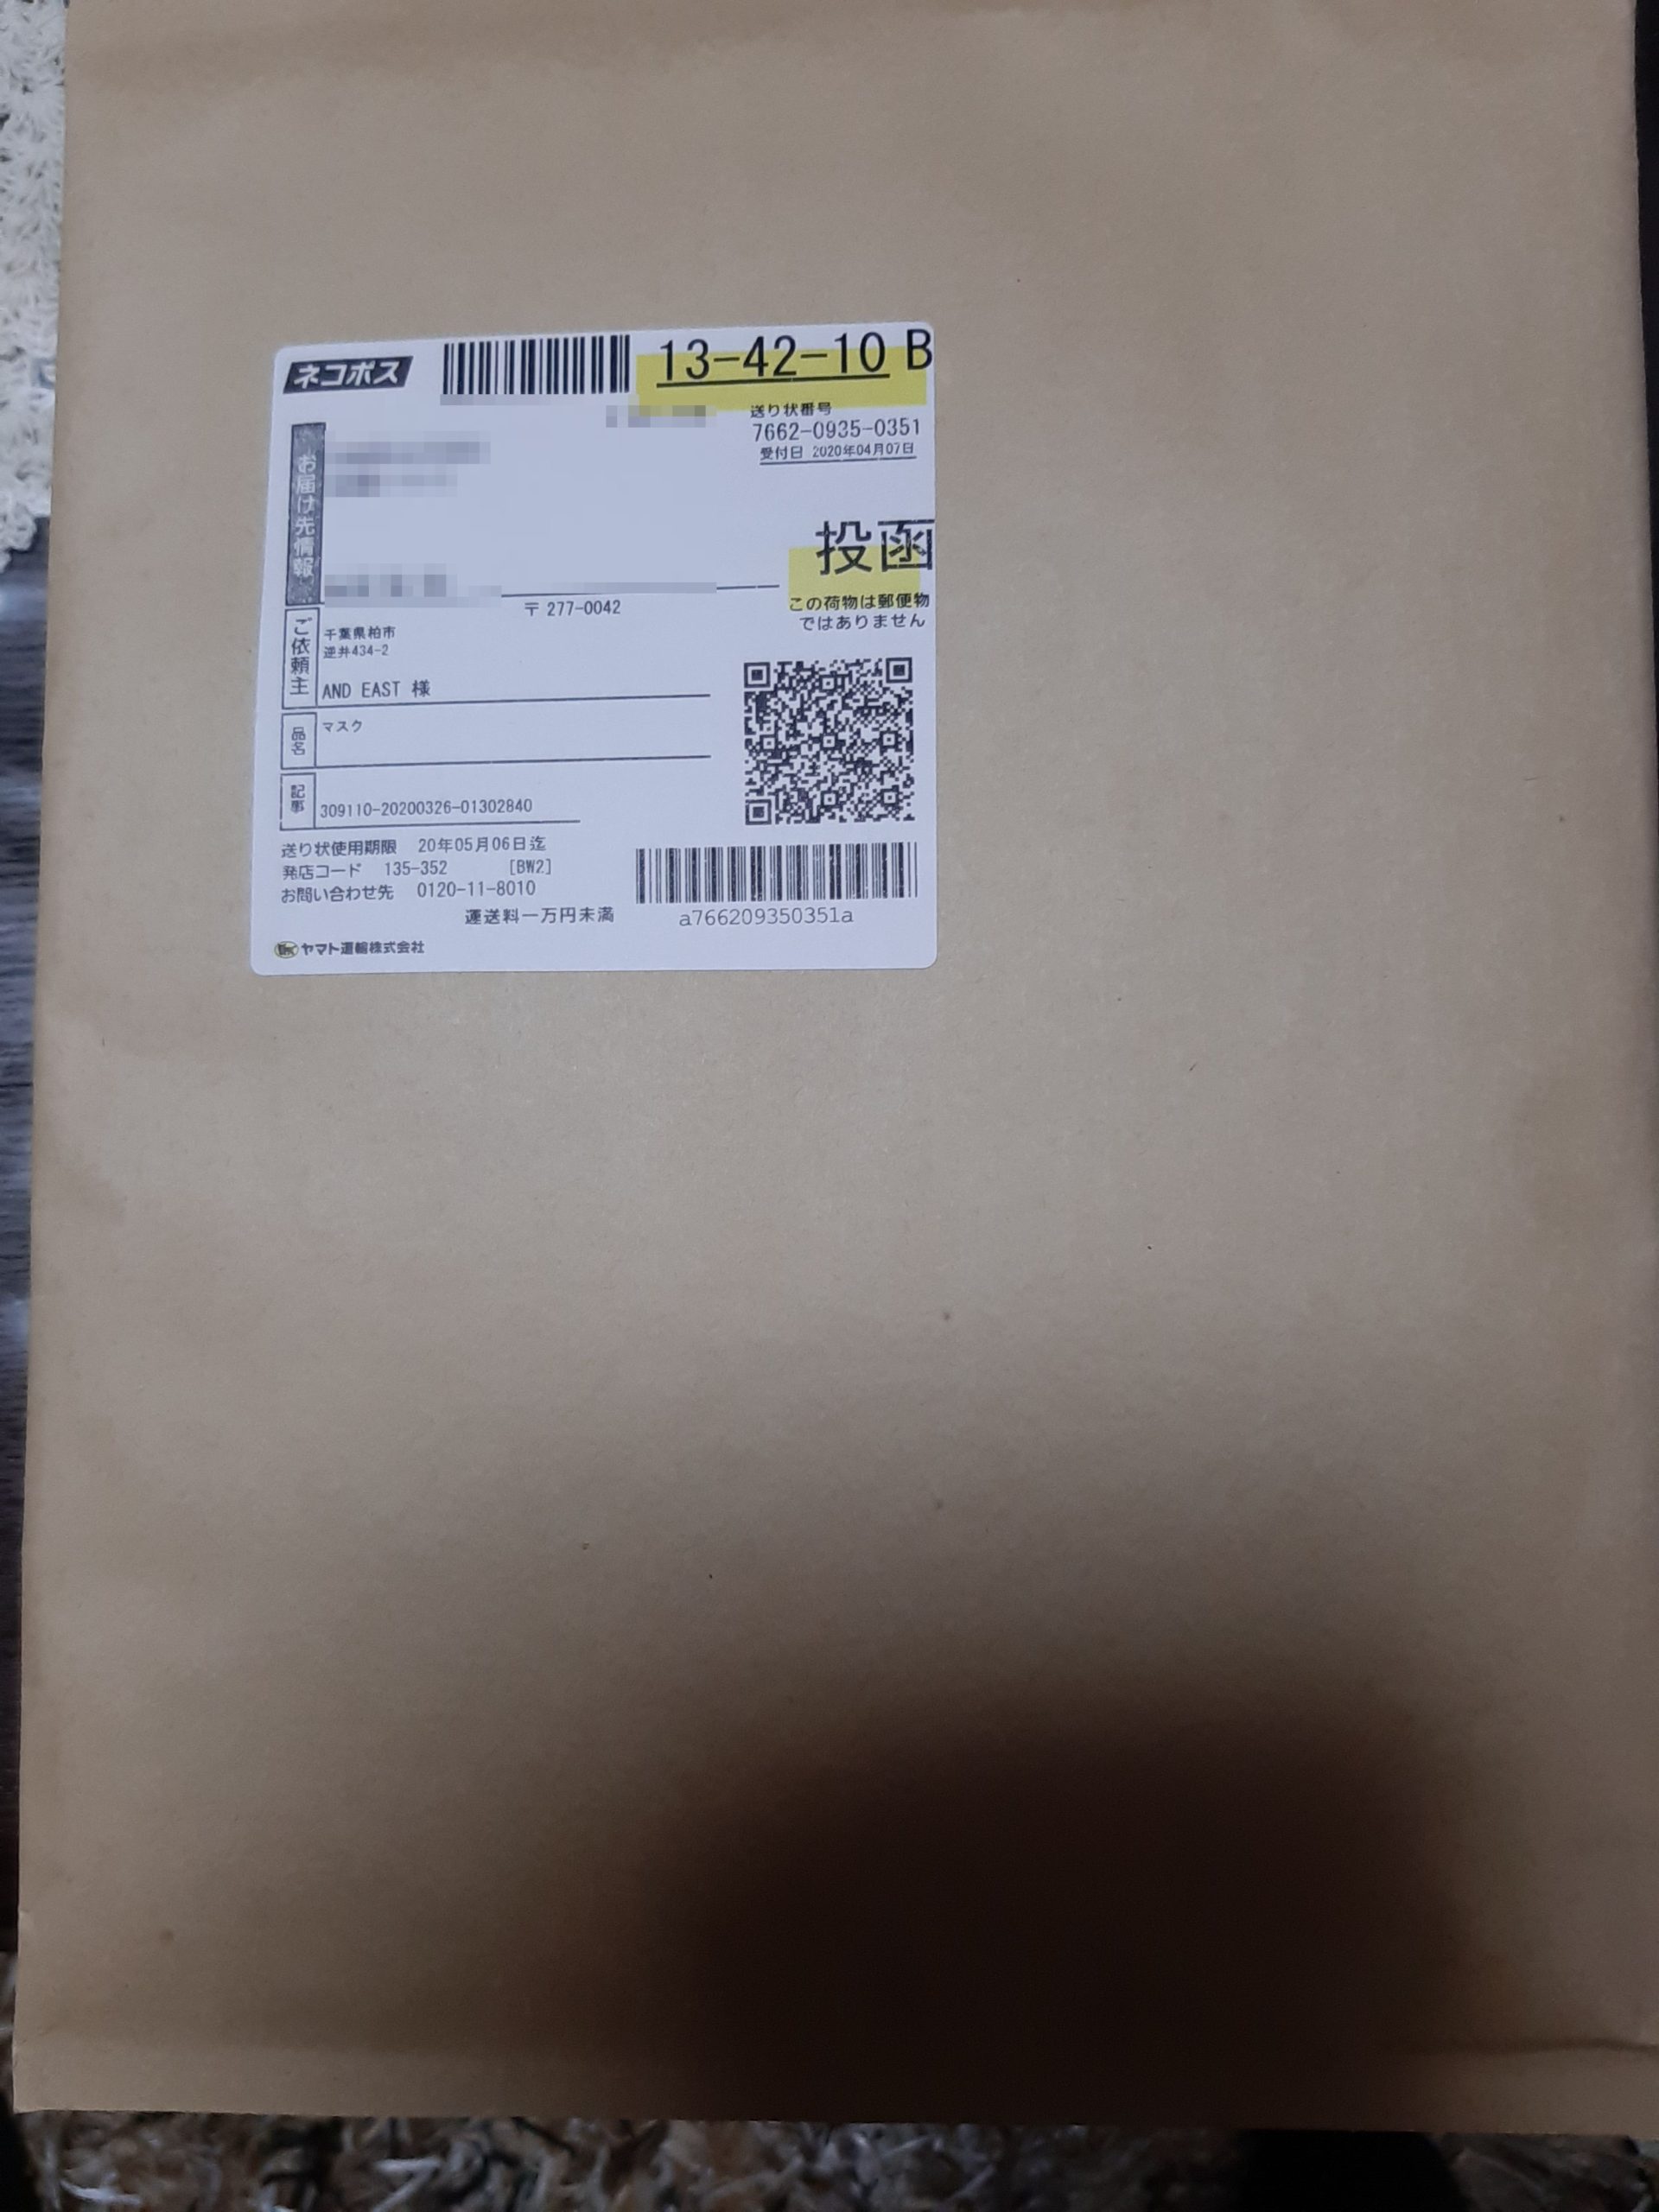 ネコポス
13-42-10 B
送り状番号
7662-0935-0351
受付日 2020年04月07日
お届け先情報
投函
この荷物は郵便物
ではありません
〒 277-0042
ご依頼主
千葉県柏市
逆井434-2
AND EAST 様
品名
マスク
記事
309110-20200326-01302840
送り状使用期限 20年05月06日迄
発店コード 135-352 [BW2]
お問い合わせ先 0120-11-8010
運送料一万円未満
a766209350351a
ヤマト運輸株式会社